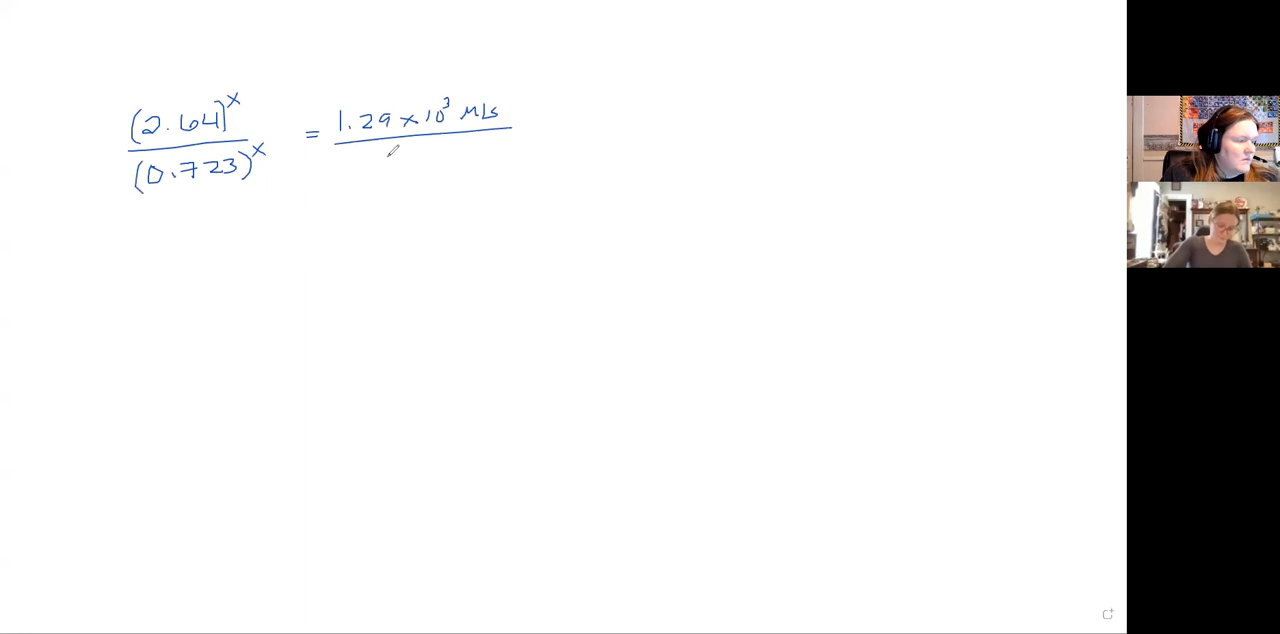 (2.64)^x / (0.723)^x = 1.29 x 10^3 M/s /